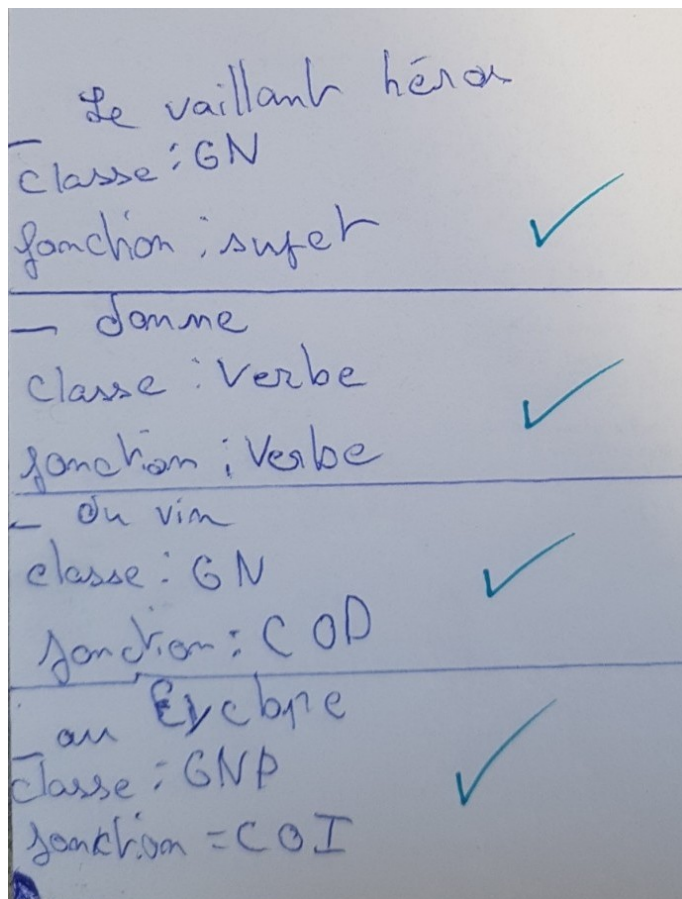 _ Le vaillant héros
classe : GN
fonction : sujet
_ donne
classe : Verbe
fonction : Verbe
_ du vin
classe : GN
fonction : COD
_ au Cyclope
classe : GNP
fonction = COI